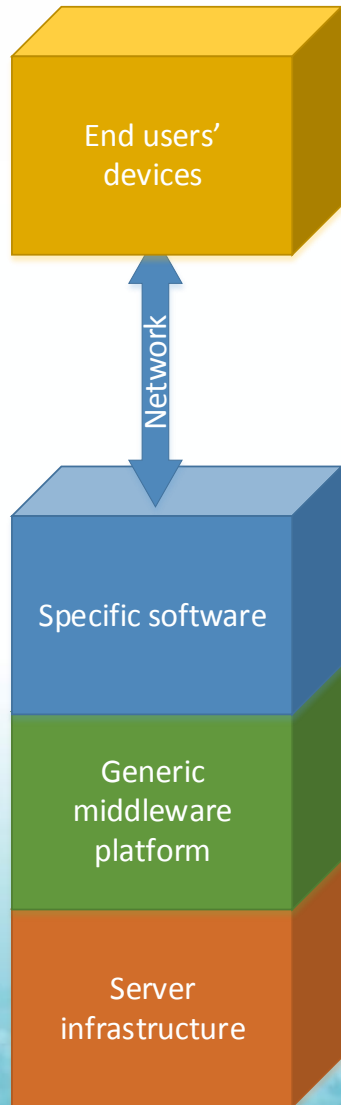 End users’
devices
Network
Specific software
Generic
middleware
platform
Server
infrastructure